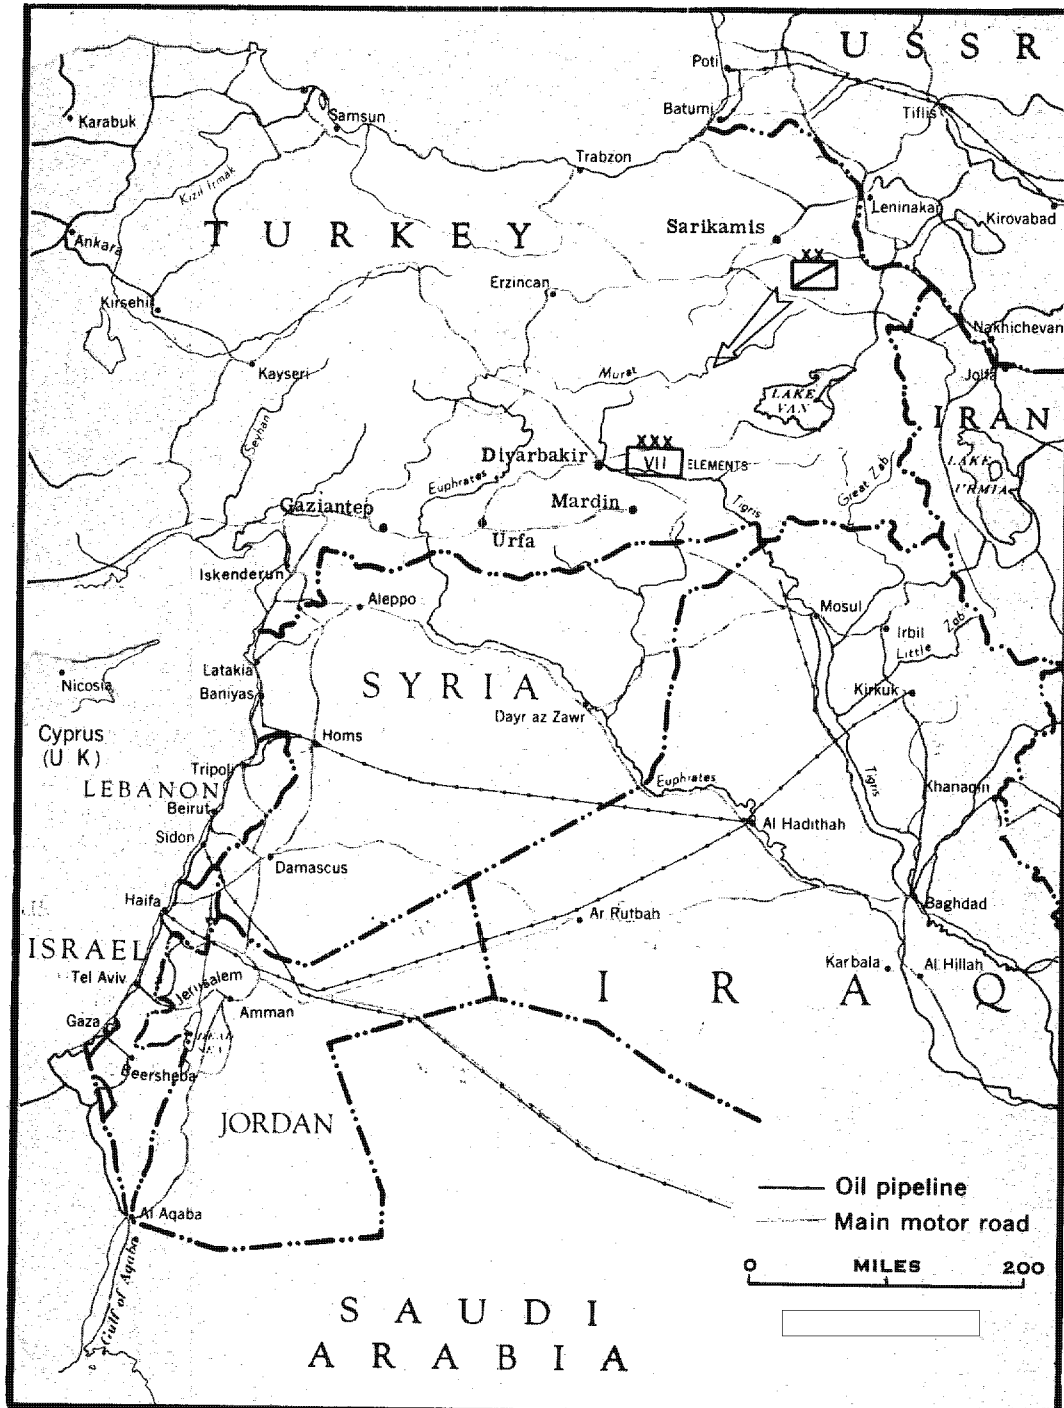 U S S R
Poti
Karabuk
Samsun
Batumi
Tiflis
Trabzon
Kizil Irmak
Leninakan
Kirovabad
Ankara
T U R K E Y
Sarikamis
XX
Kirsehi
Erzincan
Nakhichevan
Kayseri
Murat
Jolfa
LAKE
VAN
I R A N
Seyhan
XXX
Diyarbakir
VII
ELEMENTS
LAKE
URMIA
Euphrates
Great Zab
Gaziantep
Mardin
Tigris
Urfa
Iskenderun
Aleppo
Mosul
Irbil
Little Zab
Latakia
Nicosia
Baniyas
S Y R I A
Kirkuk
Dayr az Zawr
Cyprus
(U K)
Homs
Tripoli
Euphrates
Tigris
LEBANON
Khanaqin
Beirut
Al Hadithah
Sidon
Damascus
Haifa
Ar Rutbah
Baghdad
ISRAEL
Karbala
Al Hillah
Tel Aviv
Jerusalem
I R A Q
Amman
Gaza
DEAD
SEA
Beersheba
JORDAN
Oil pipeline
Al Aqaba
Main motor road
0 MILES 200
Gulf of Aqaba
S A U D I
A R A B I A